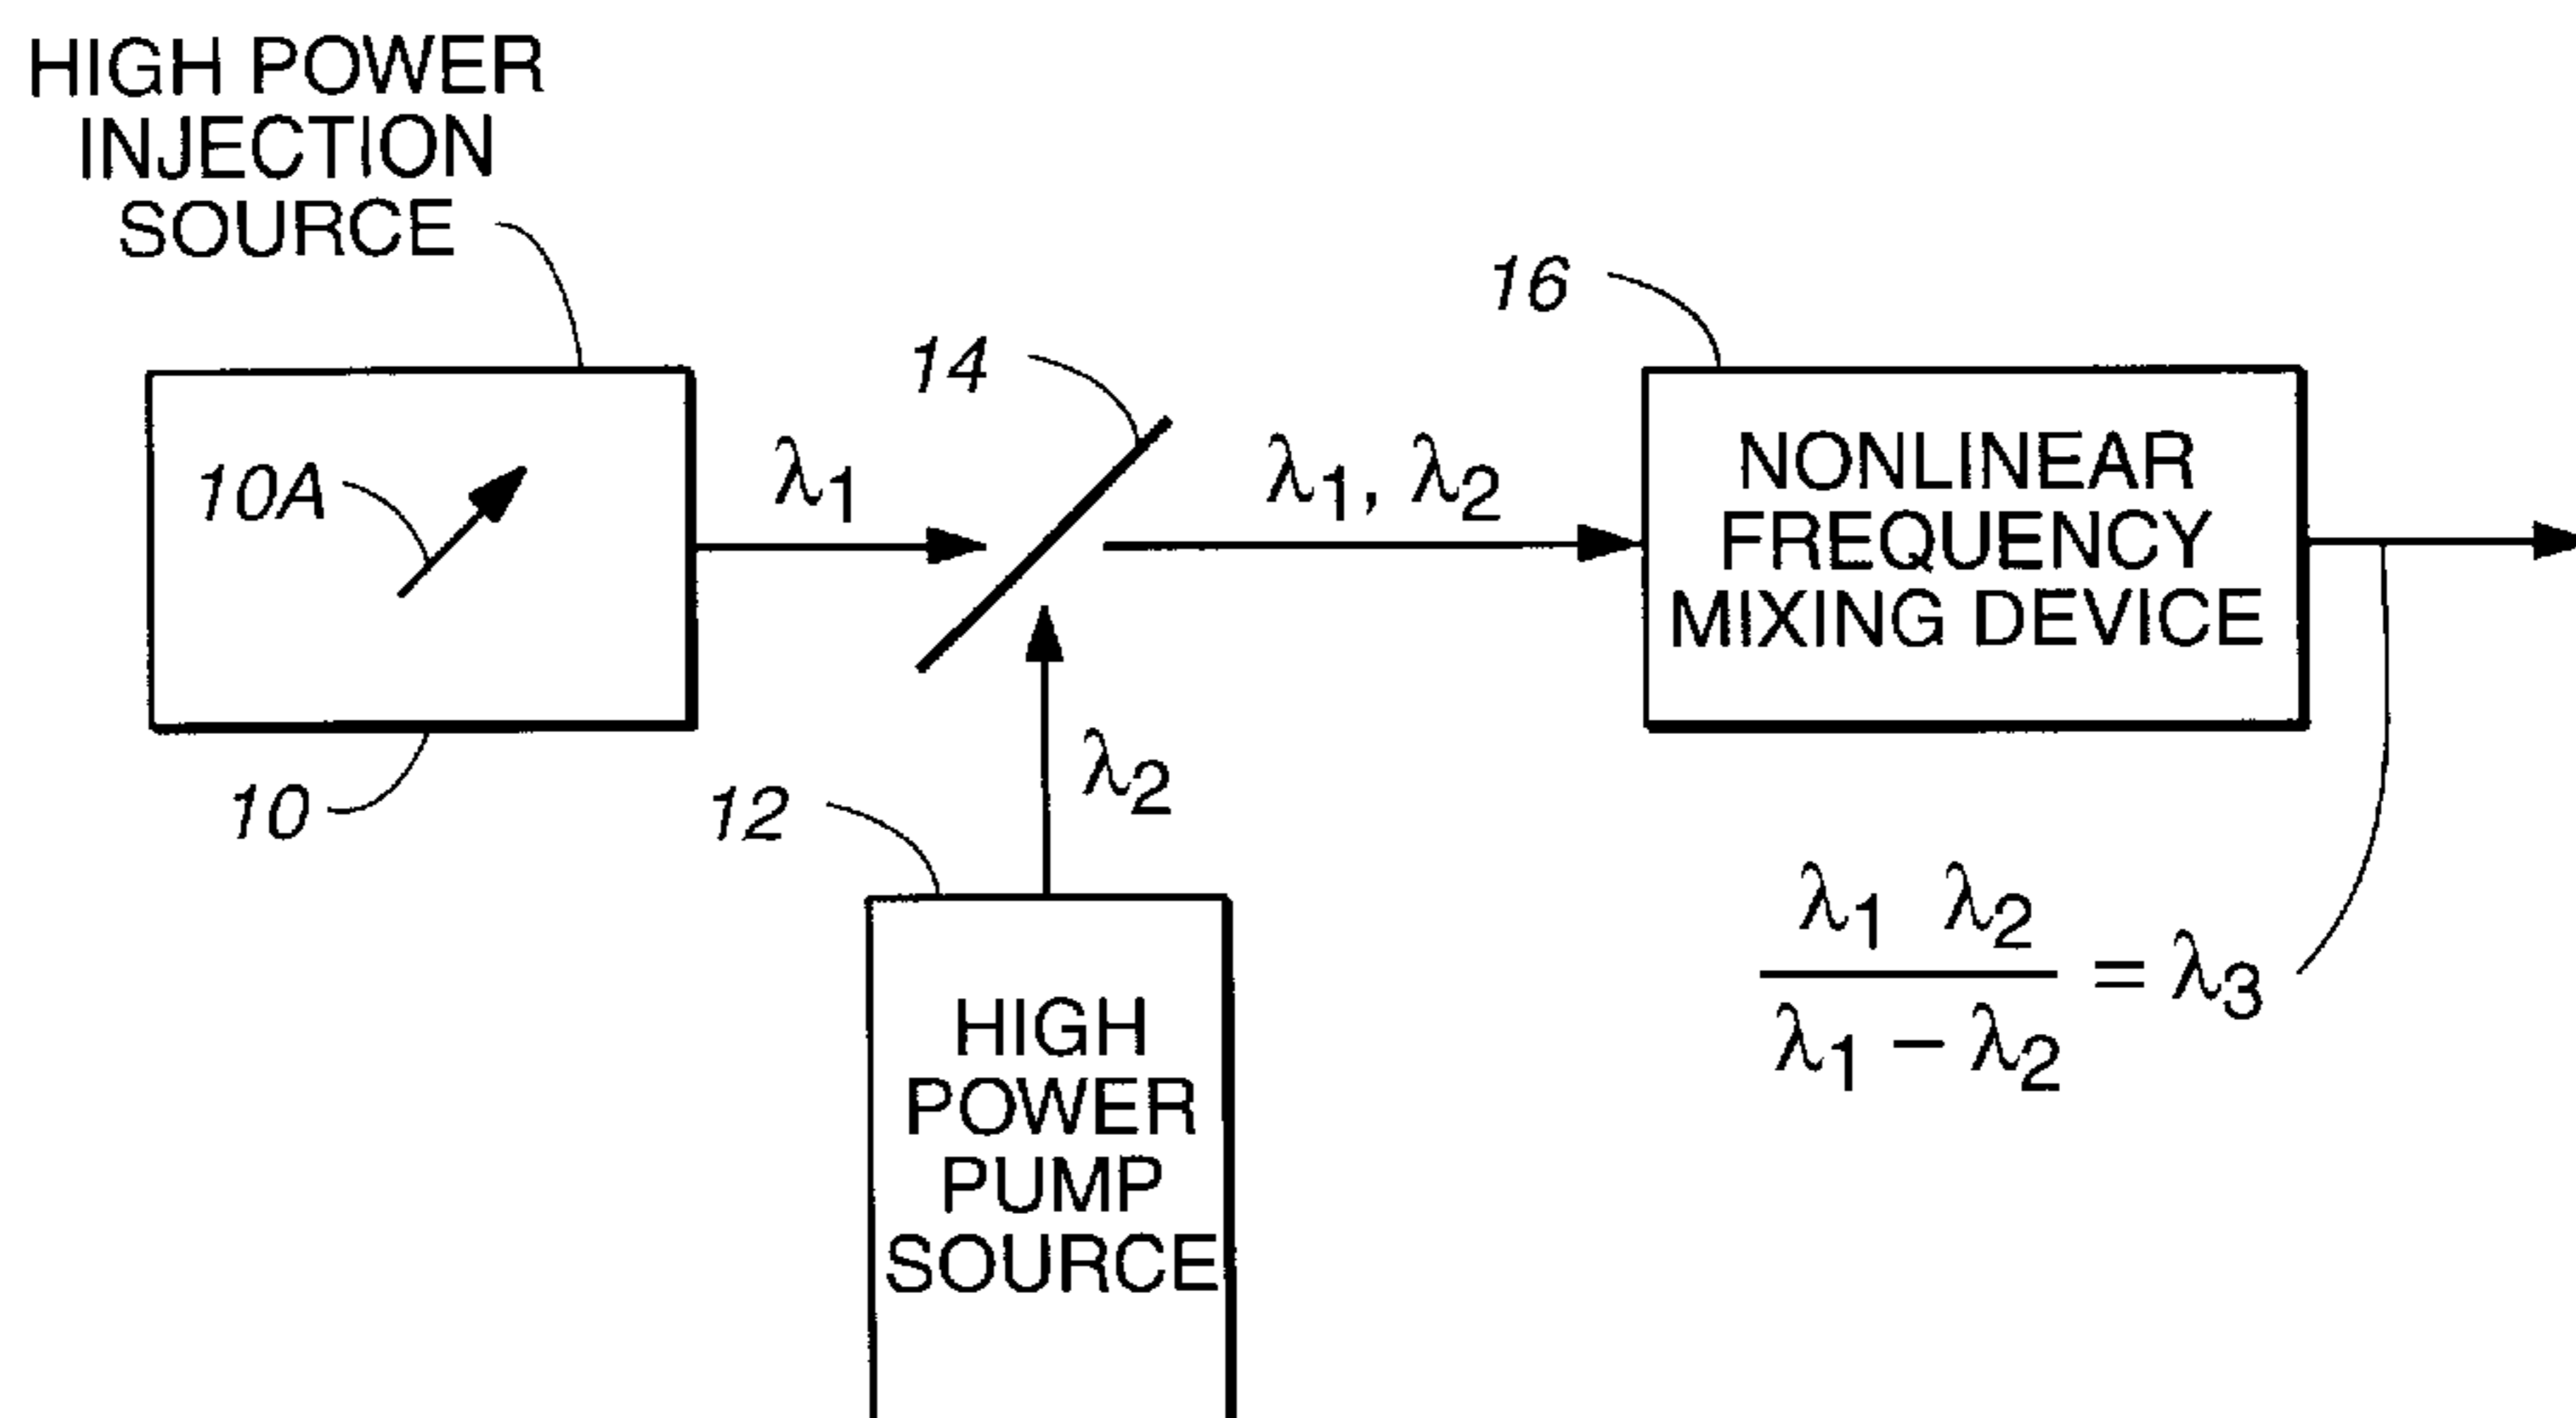 HIGH POWER
INJECTION
SOURCE
10A
10
λ1
14
λ1, λ2
16
NONLINEAR
FREQUENCY
MIXING DEVICE
12
λ2
HIGH
POWER
PUMP
SOURCE
λ1 λ2
λ1 − λ2
= λ3